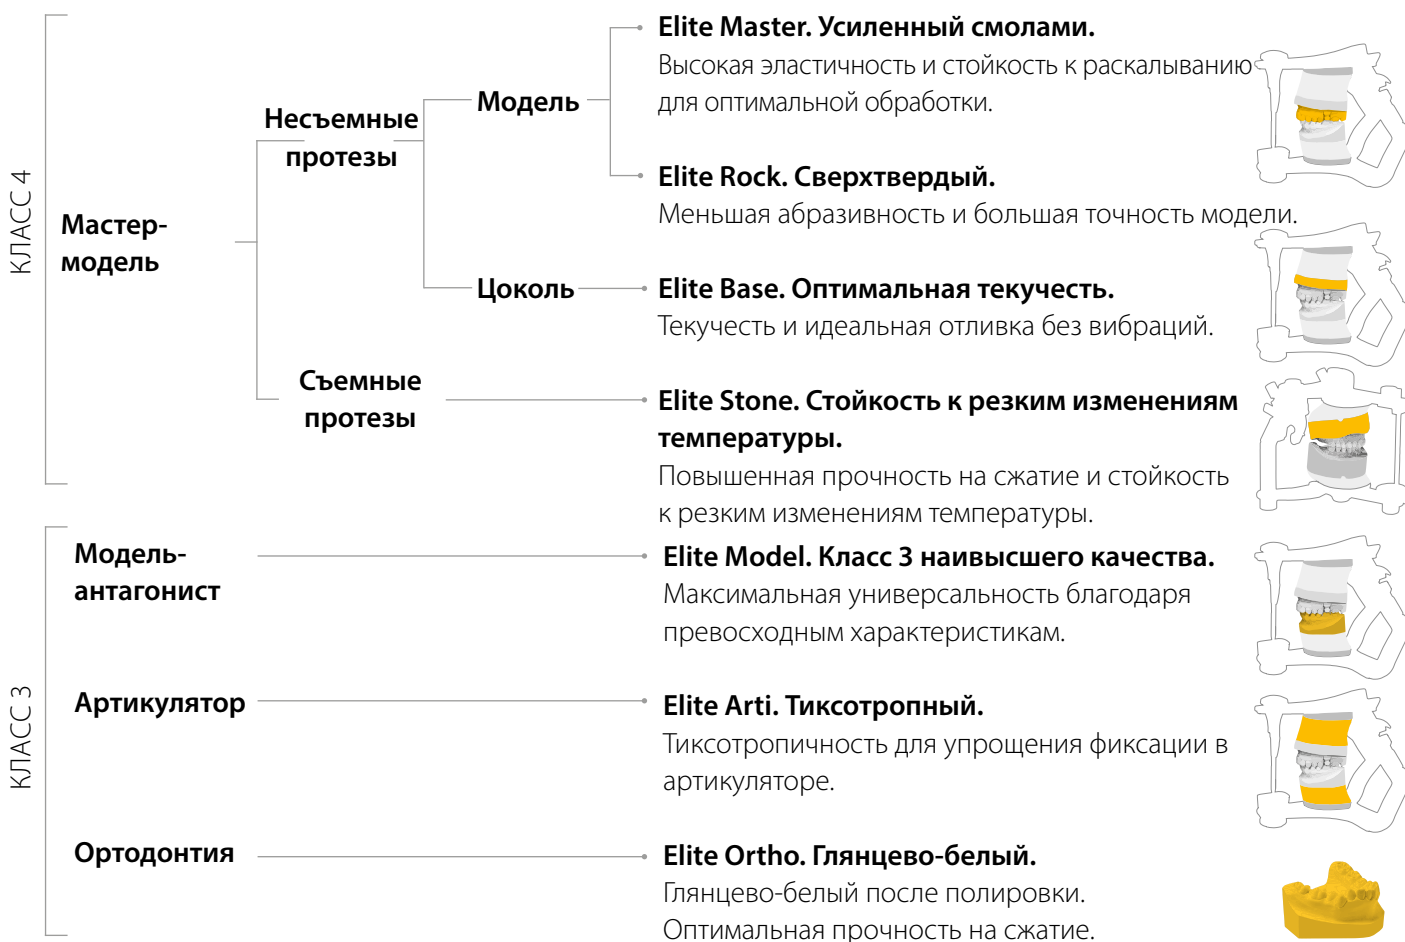 КЛАСС 4
Мастер-
модель
Несъемные
протезы
Модель
Elite Master. Усиленный смолами.
Высокая эластичность и стойкость к раскалыванию
для оптимальной обработки.
Elite Rock. Сверхтвердый.
Меньшая абразивность и большая точность модели.
Цоколь
Elite Base. Оптимальная текучесть.
Текучесть и идеальная отливка без вибраций.
Съемные
протезы
Elite Stone. Стойкость к резким изменениям
температуры.
Повышенная прочность на сжатие и стойкость
к резким изменениям температуры.
КЛАСС 3
Модель-
антагонист
Elite Model. Класс 3 наивысшего качества.
Максимальная универсальность благодаря
превосходным характеристикам.
Артикулятор
Elite Arti. Тиксотропный.
Тиксотропичность для упрощения фиксации в
артикуляторе.
Ортодонтия
Elite Ortho. Глянцево-белый.
Глянцево-белый после полировки.
Оптимальная прочность на сжатие.